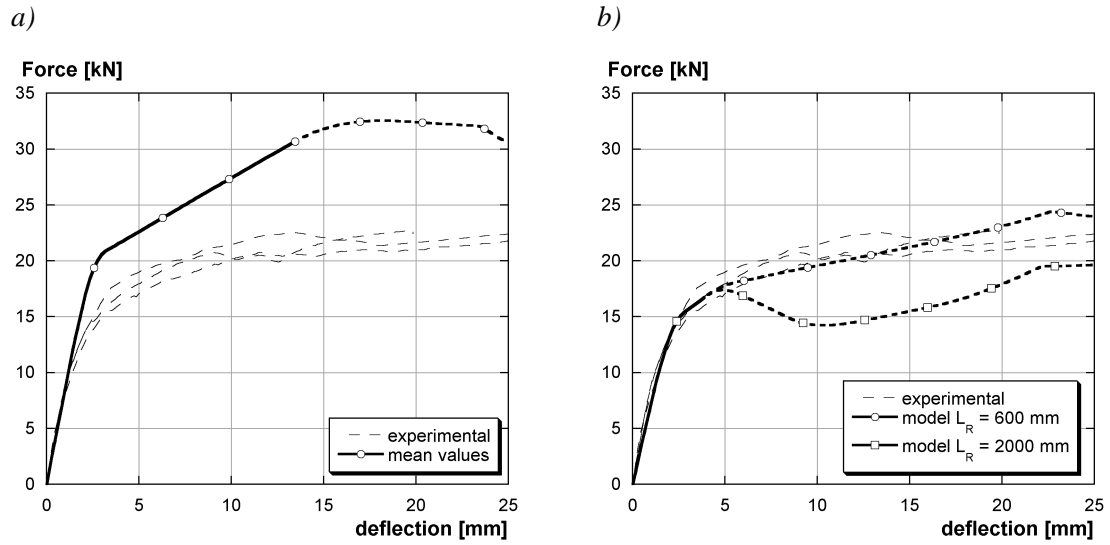 a)
Force [kN]
35
30
25
20
15
10
5
0
0 5 10 15 20 25
deflection [mm]
experimental
mean values
b)
Force [kN]
35
30
25
20
15
10
5
0
0 5 10 15 20 25
deflection [mm]
experimental
model L_R = 600 mm
model L_R = 2000 mm